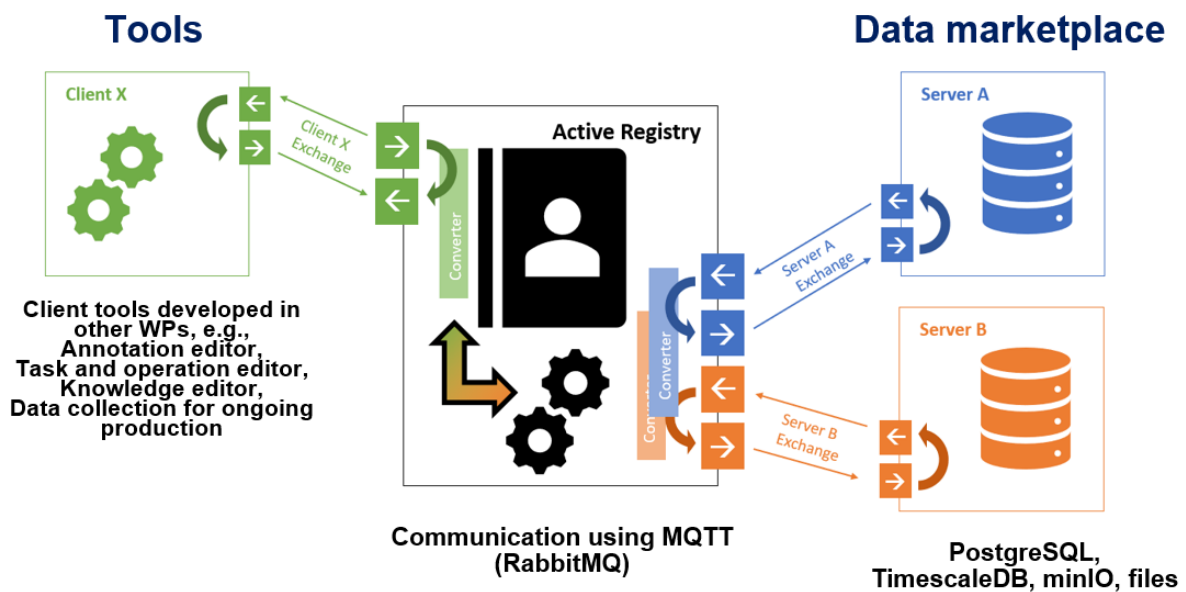 Tools
Data marketplace
Client X
Client X
Exchange
Active Registry
Converter
Server A
Server A
Exchange
Converter
Converter
Server B
Server B
Exchange
Client tools developed in
other WPs, e.g.,
Annotation editor,
Task and operation editor,
Knowledge editor,
Data collection for ongoing
production
Communication using MQTT
(RabbitMQ)
PostgreSQL,
TimescaleDB, minIO, files